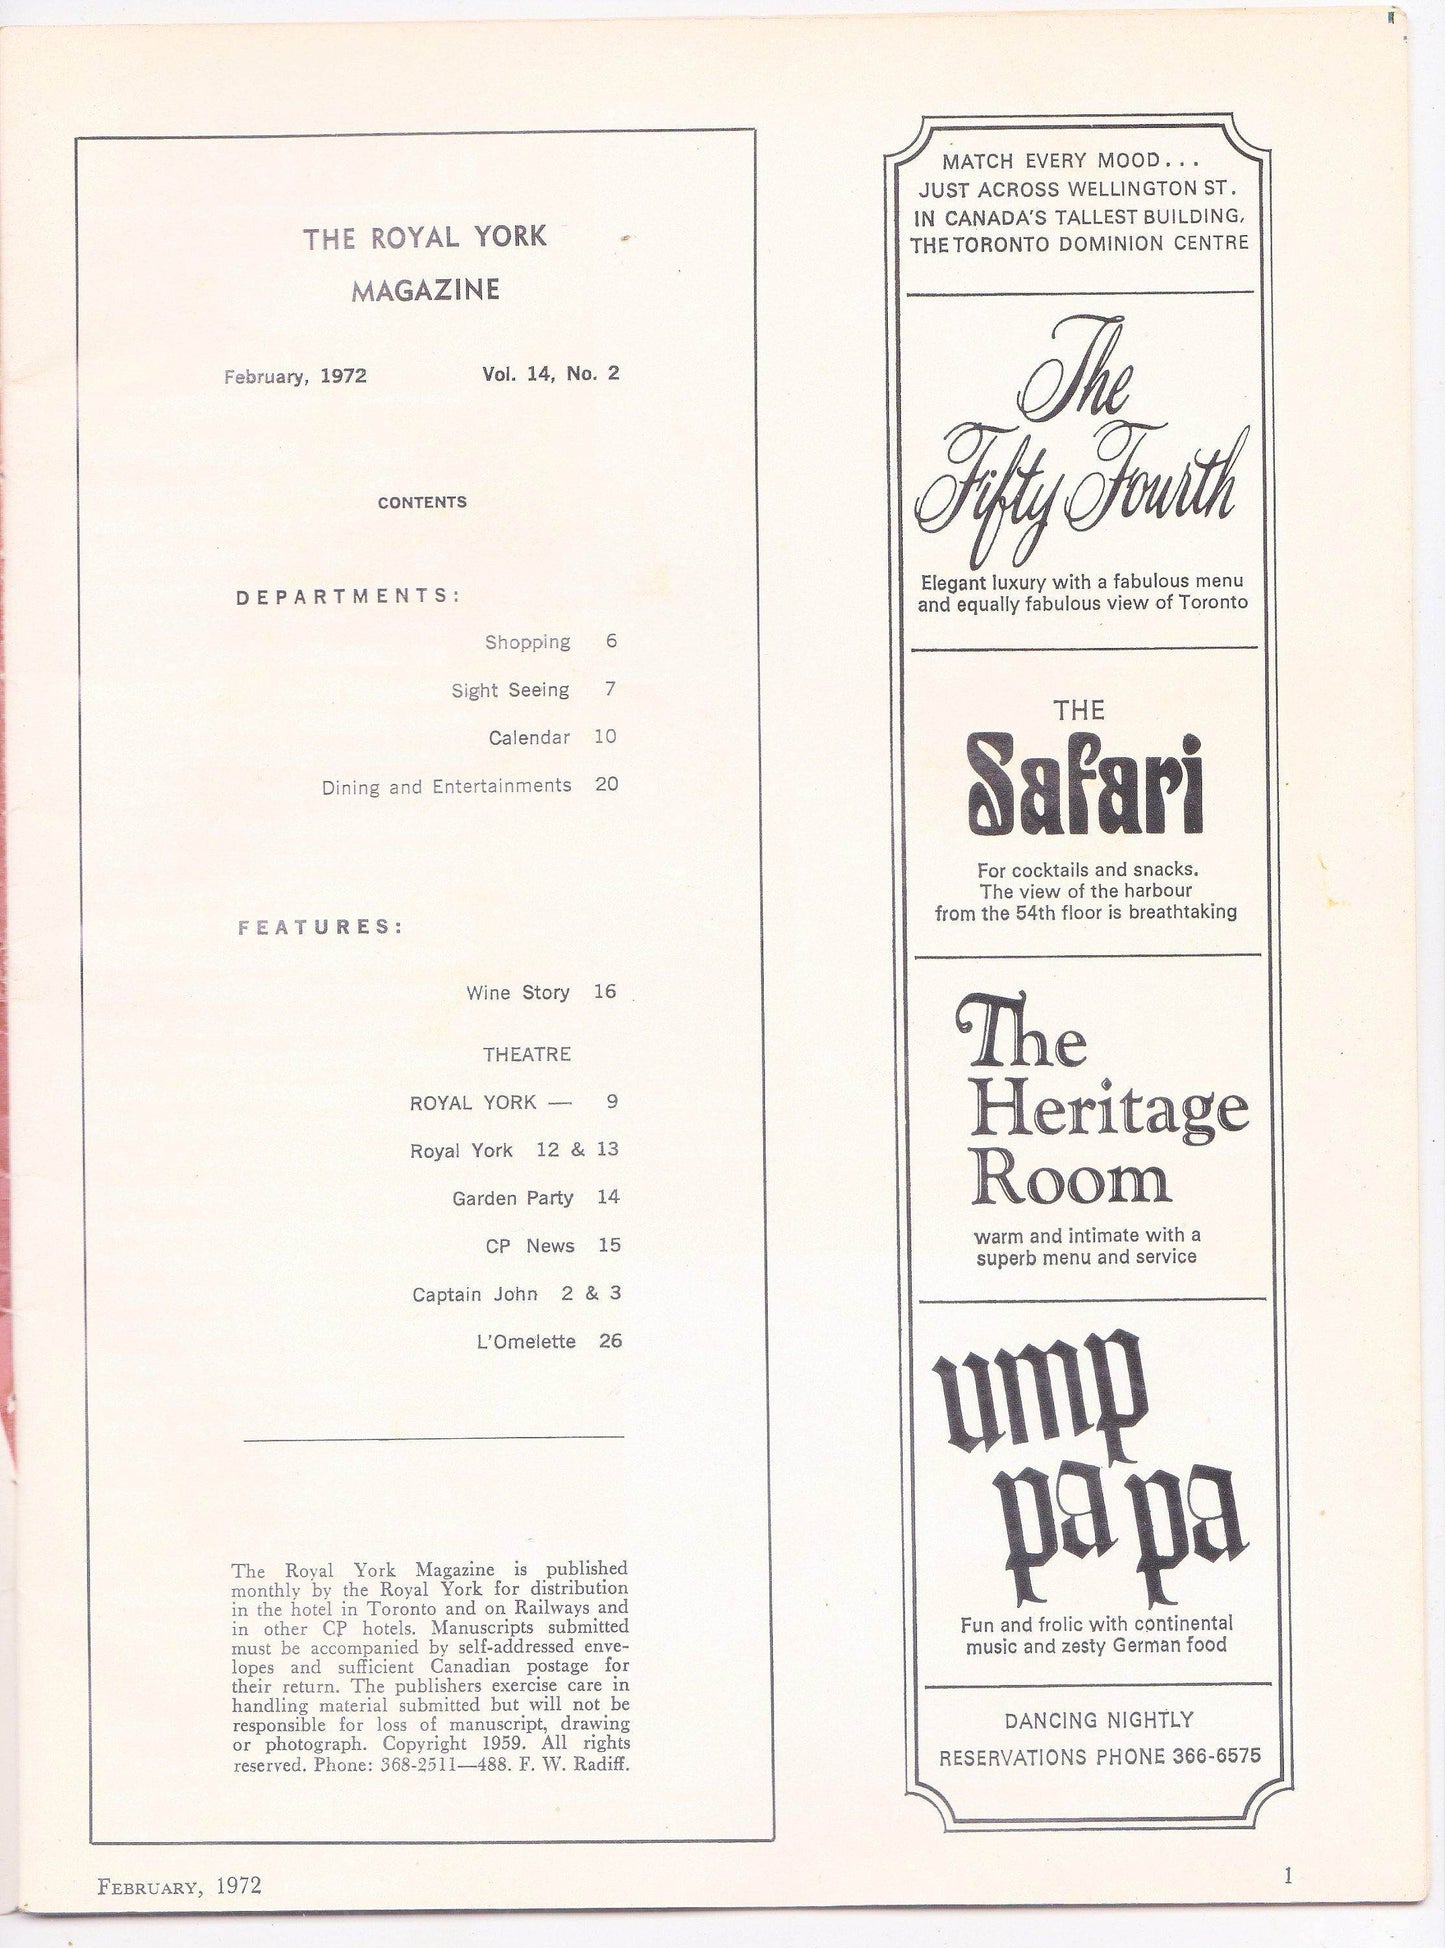 THE ROYAL YORK
MAGAZINE
February, 1972 Vol. 14, No. 2
CONTENTS
DEPARTMENTS:
Shopping 6
Sight Seeing 7
Calendar 10
Dining and Entertainments 20
FEATURES:
Wine Story 16
THEATRE
ROYAL YORK — 9
Royal York 12 & 13
Garden Party 14
CP News 15
Captain John 2 & 3
L'Omelette 26
The Royal York Magazine is published
monthly by the Royal York for distribution
in the hotel in Toronto and on Railways and
in other CP hotels. Manuscripts submitted
must be accompanied by self-addressed enve-
lopes and sufficient Canadian postage for
their return. The publishers exercise care in
handling material submitted but will not be
responsible for loss of manuscript, drawing
or photograph. Copyright 1959. All rights
reserved. Phone: 368-2511—488. F. W. Radiff.
MATCH EVERY MOOD...
JUST ACROSS WELLINGTON ST.
IN CANADA'S TALLEST BUILDING,
THE TORONTO DOMINION CENTRE
The
Fifty Fourth
Elegant luxury with a fabulous menu
and equally fabulous view of Toronto
THE
Safari
For cocktails and snacks.
The view of the harbour
from the 54th floor is breathtaking
The
Heritage
Room
warm and intimate with a
superb menu and service
ump
pa pa
Fun and frolic with continental
music and zesty German food
DANCING NIGHTLY
RESERVATIONS PHONE 366-6575
FEBRUARY, 1972
1